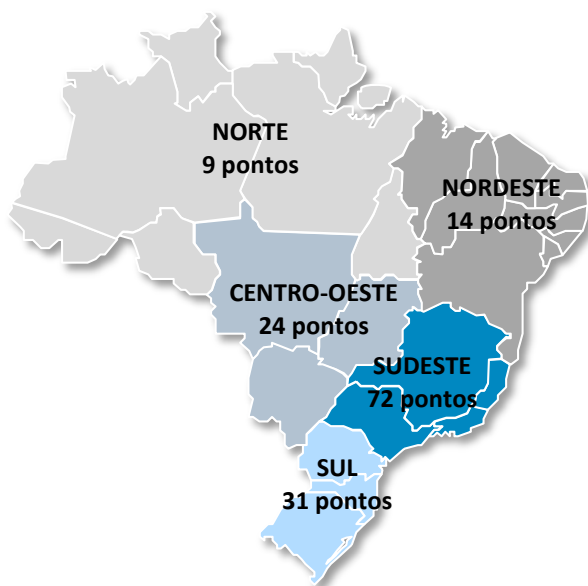 NORTE
9 pontos
NORDESTE
14 pontos
CENTRO-OESTE
24 pontos
SUDESTE
72 pontos
SUL
31 pontos